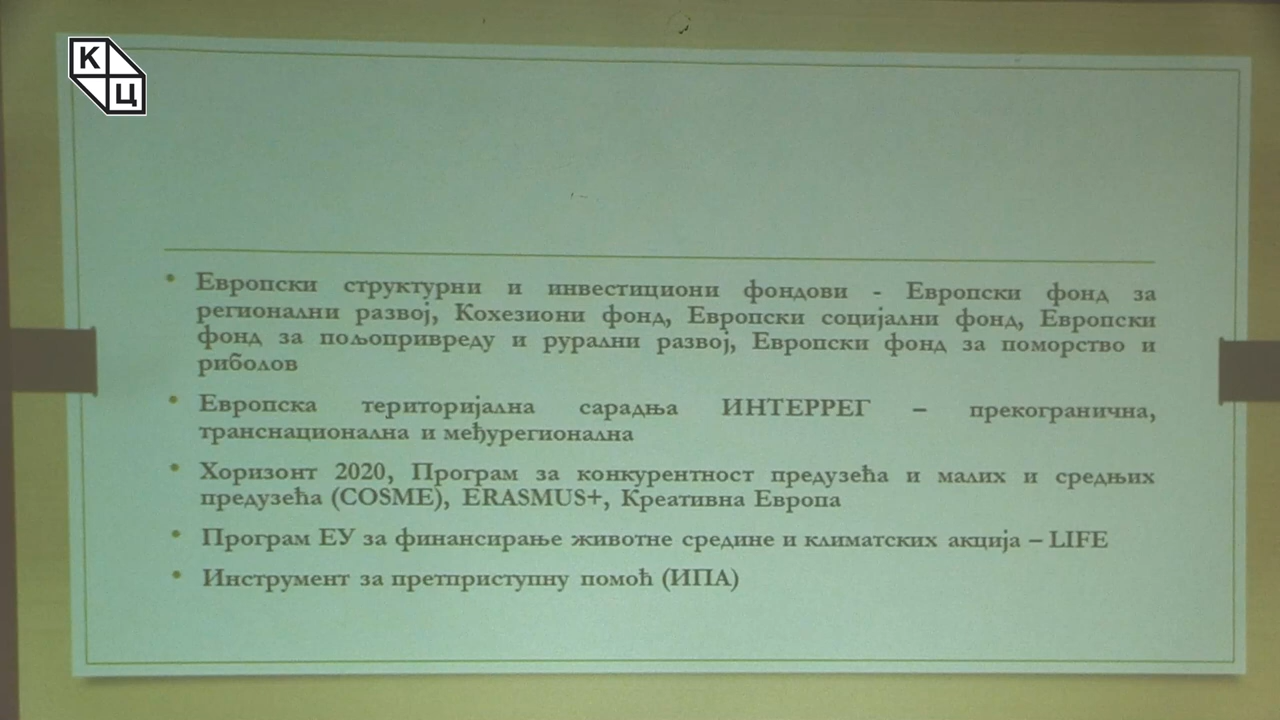 К
Ц
• Европски структурни и инвестициони фондови - Европски фонд за
регионални развој, Кохезиони фонд, Европски социјални фонд, Европски
фонд за пољопривреду и рурални развој, Европски фонд за поморство и
риболов
• Европска територијална сарадња ИНТЕРРЕГ – прекогранична,
транснационална и међурегионална
• Хоризонт 2020, Програм за конкурентност предузећа и малих и средњих
предузећа (COSME), ERASMUS+, Креативна Европа
• Програм ЕУ за финансирање животне средине и климатских акција – LIFE
• Инструмент за претприступну помоћ (ИПА)